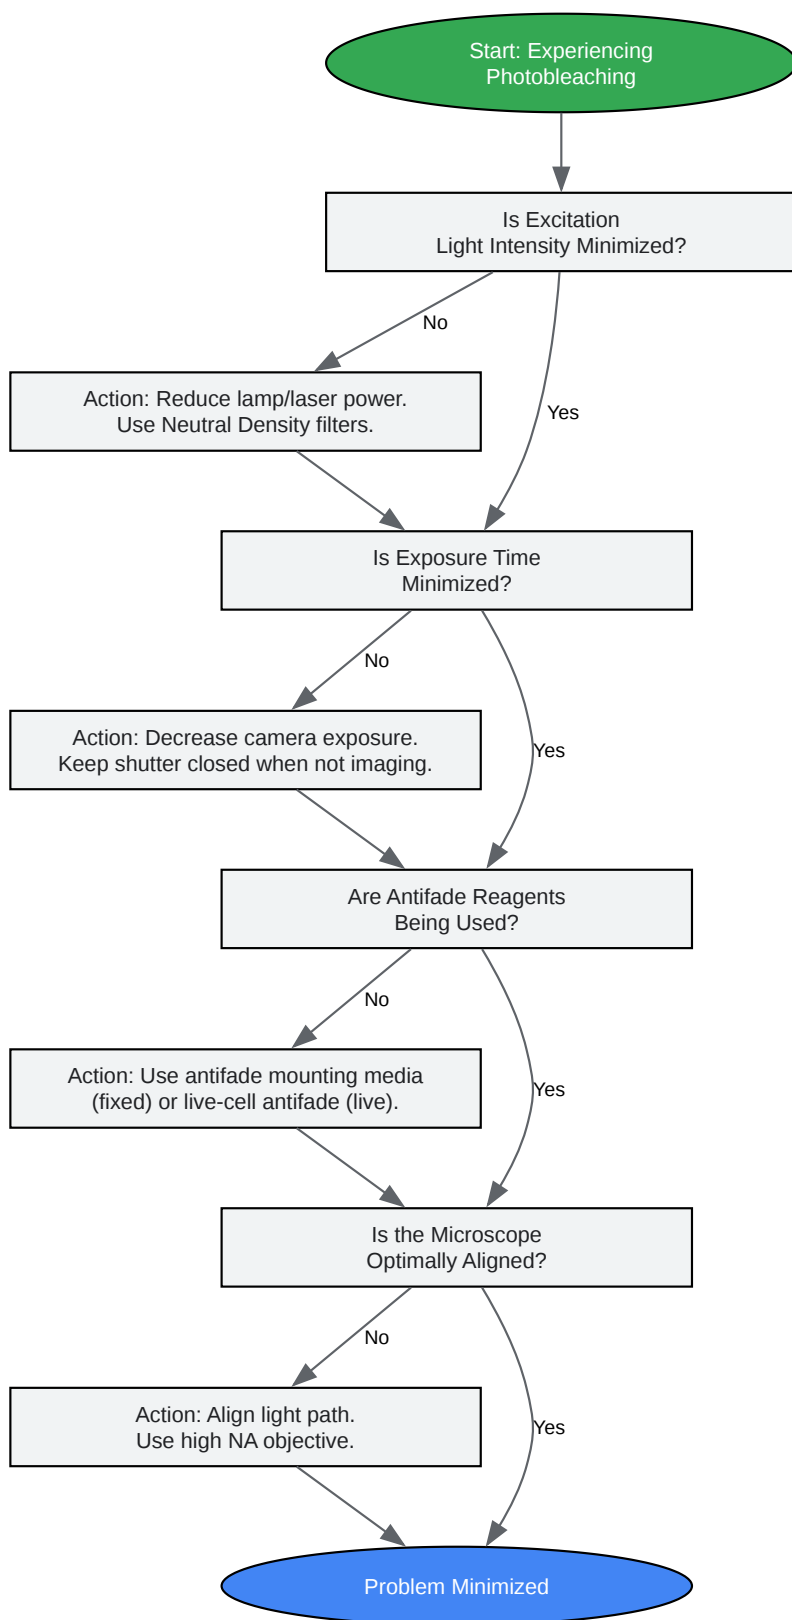 Start: Experiencing
Photobleaching
Is Excitation
Light Intensity Minimized?
No
Yes
Action: Reduce lamp/laser power.
Use Neutral Density filters.
Is Exposure Time
Minimized?
No
Yes
Action: Decrease camera exposure.
Keep shutter closed when not imaging.
Are Antifade Reagents
Being Used?
No
Yes
Action: Use antifade mounting media
(fixed) or live-cell antifade (live).
Is the Microscope
Optimally Aligned?
No
Yes
Action: Align light path.
Use high NA objective.
Problem Minimized